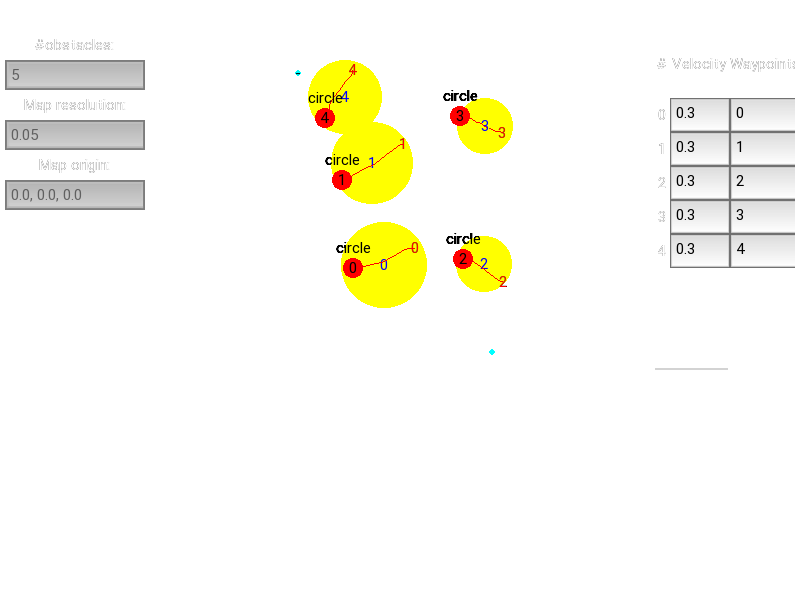 #obstacles:
5
Map resolution:
0.05
Map origin:
0.0, 0.0, 0.0
4
circle 4
4
circle
3 3 3
1
circle
1 1
circle 0
0 0
circle
2 2
2
# Velocity Waypoints
0 0.3 0
1 0.3 1
2 0.3 2
3 0.3 3
4 0.3 4